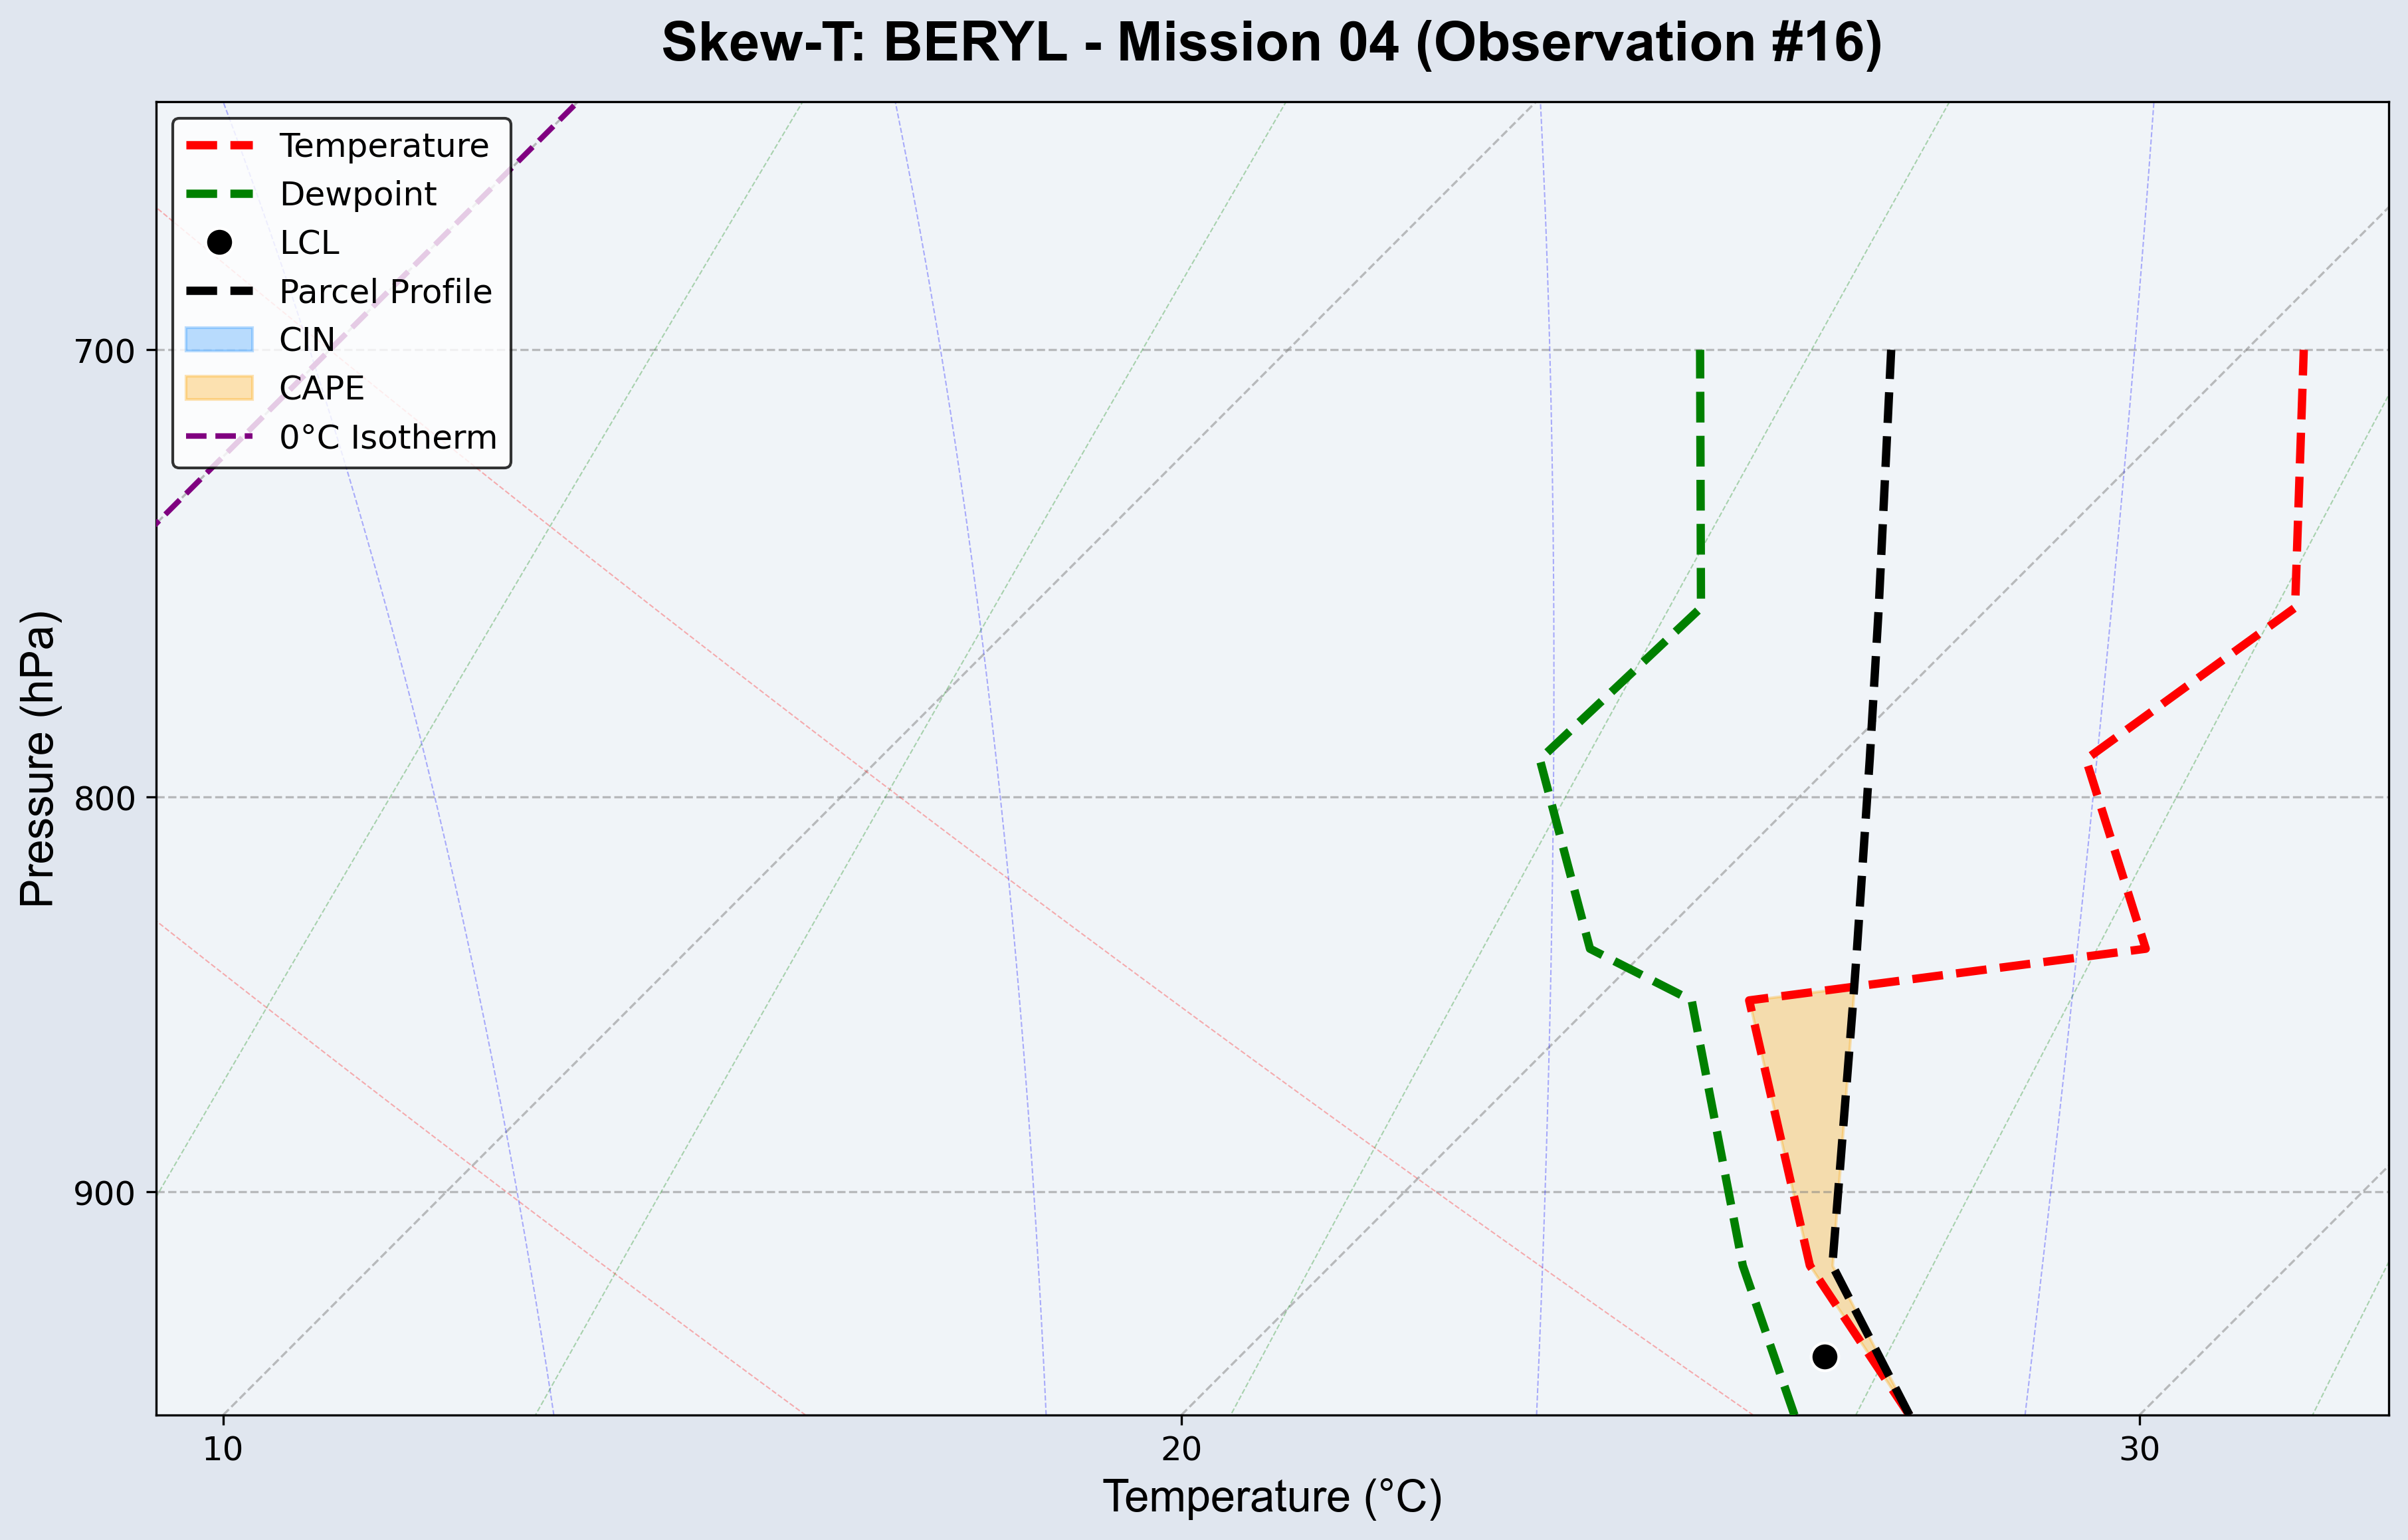 Skew-T: BERYL - Mission 04 (Observation #16)
Temperature
Dewpoint
LCL
Parcel Profile
CIN
CAPE
0°C Isotherm
Pressure (hPa)
700
800
900
10
20
30
Temperature (°C)